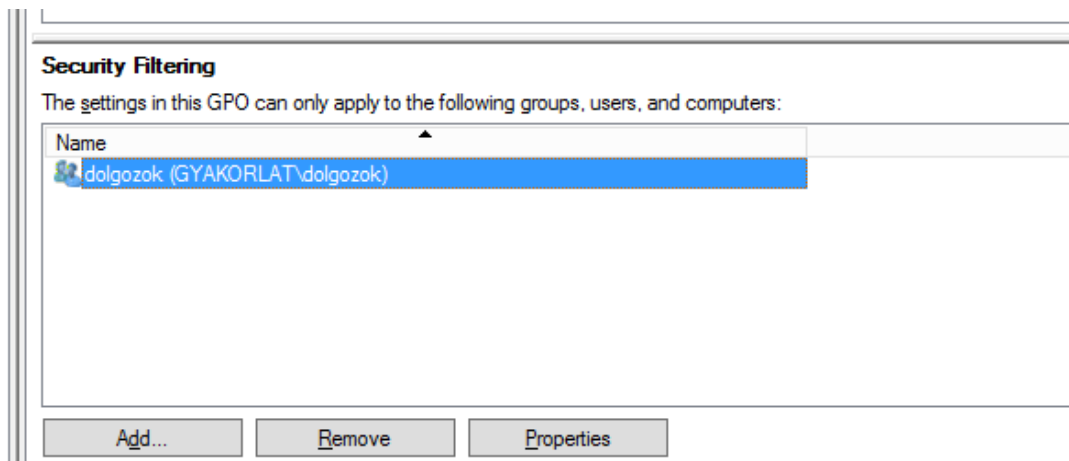 Security Filtering
The settings in this GPO can only apply to the following groups, users, and computers:
Name
dolgozok (GYAKORLAT\dolgozok)
Add... Remove Properties